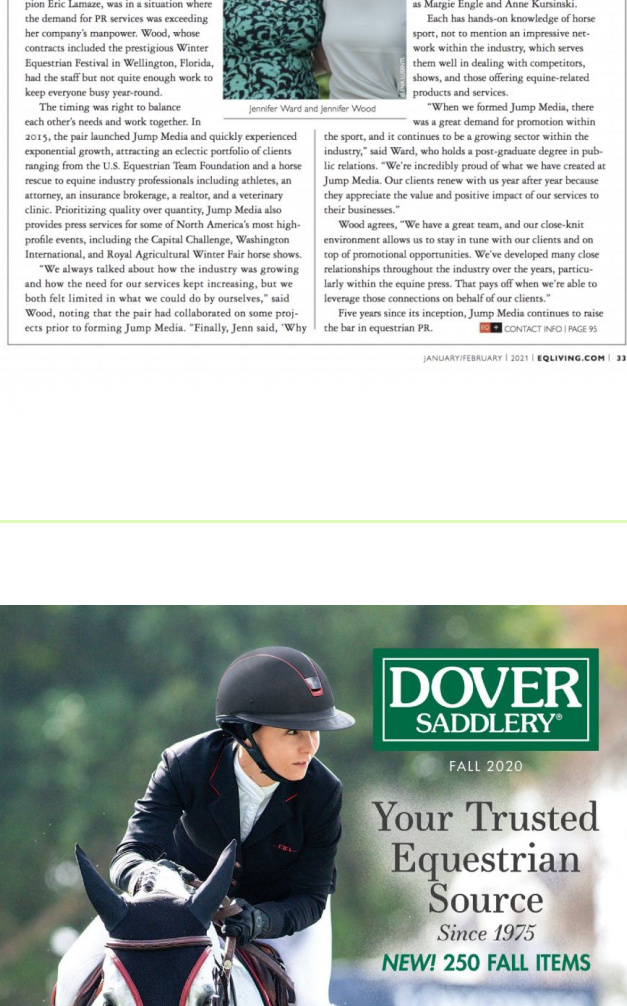 pion Eric Lamaze, was in a situation where
the demand for PR services was exceeding
her company's manpower. Wood, whose
contracts included the prestigious Winter
Equestrian Festival in Wellington, Florida,
had the staff but not quite enough work to
keep everyone busy year-round.
The timing was right to balance
each other's needs and work together. In
2015, the pair launched Jump Media and quickly experienced
exponential growth, attracting an eclectic portfolio of clients
ranging from the U.S. Equestrian Team Foundation and a horse
rescue to equine industry professionals including athletes, an
attorney, an insurance brokerage, a realtor, and a veterinary
clinic. Prioritizing quality over quantity, Jump Media also
provides press services for some of North America's most high-
profile events, including the Capital Challenge, Washington
International, and Royal Agricultural Winter Fair horse shows.
"We always talked about how the industry was growing
and how the need for our services kept increasing, but we
both felt limited in what we could do by ourselves," said
Wood, noting that the pair had collaborated on some proj-
ects prior to forming Jump Media. "Finally, Jenn said, 'Why
Jennifer Ward and Jennifer Wood
as Margie Engle and Anne Kursinski.
Each has hands-on knowledge of horse
sport, not to mention an impressive net-
work within the industry, which serves
them well in dealing with competitors,
shows, and those offering equine-related
products and services.
"When we formed Jump Media, there
was a great demand for promotion within
the sport, and it continues to be a growing sector within the
industry," said Ward, who holds a post-graduate degree in pub-
lic relations. "We're incredibly proud of what we have created at
Jump Media. Our clients renew with us year after year because
they appreciate the value and positive impact of our services to
their businesses."
Wood agrees, "We have a great team, and our close-knit
environment allows us to stay in tune with our clients and on
top of promotional opportunities. We've developed many close
relationships throughout the industry over the years, particu-
larly within the equine press. That pays off when we're able to
leverage those connections on behalf of our clients."
Five years since its inception, Jump Media continues to raise
the bar in equestrian PR.
EQ + CONTACT INFO | PAGE 95
JANUARY/FEBRUARY | 2021 | EQLIVING.COM | 33
DOVER
SADDLERY®
FALL 2020
Your Trusted
Equestrian
Source
Since 1975
NEW! 250 FALL ITEMS